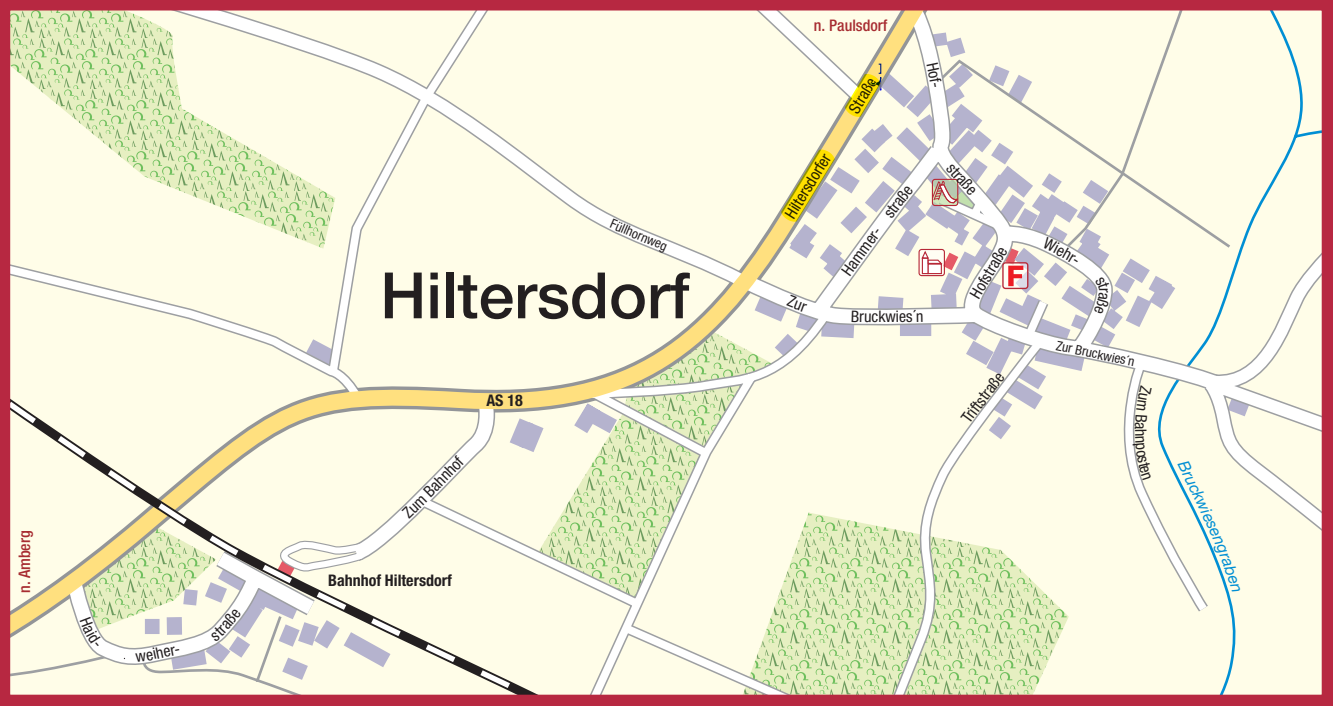 n. Paulsdorf
Hof-
Straße
Hiltersdorfer
straße
straße
Hammer-
Füllhornweg
Wiehr-
straße
Hofstraße
F
Hiltersdorf
Zur
Bruckwies´n
Zur Bruckwies´n
AS 18
Triftstraße
Zum Bahnposten
Zum Bahnhof
Bruckwiesengraben
n. Amberg
Bahnhof Hiltersdorf
Haid-
weiher-
straße